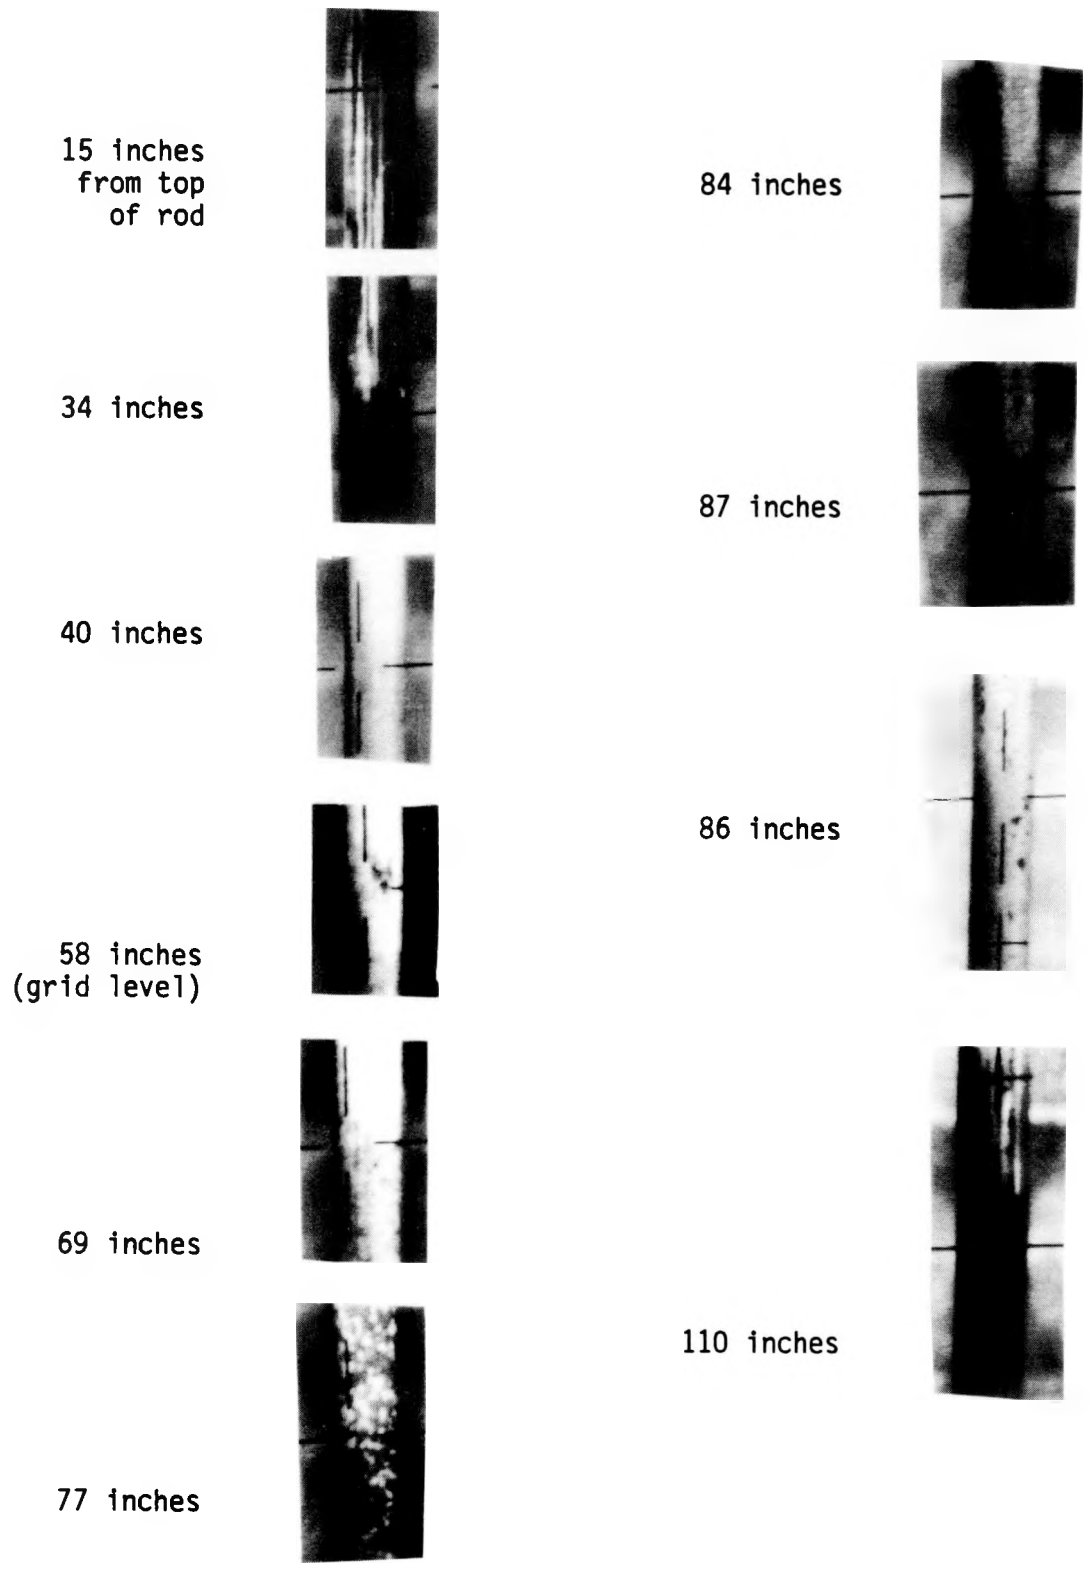 15 inches
from top
of rod
34 inches
40 inches
58 inches
(grid level)
69 inches
77 inches
84 inches
87 inches
86 inches
110 inches